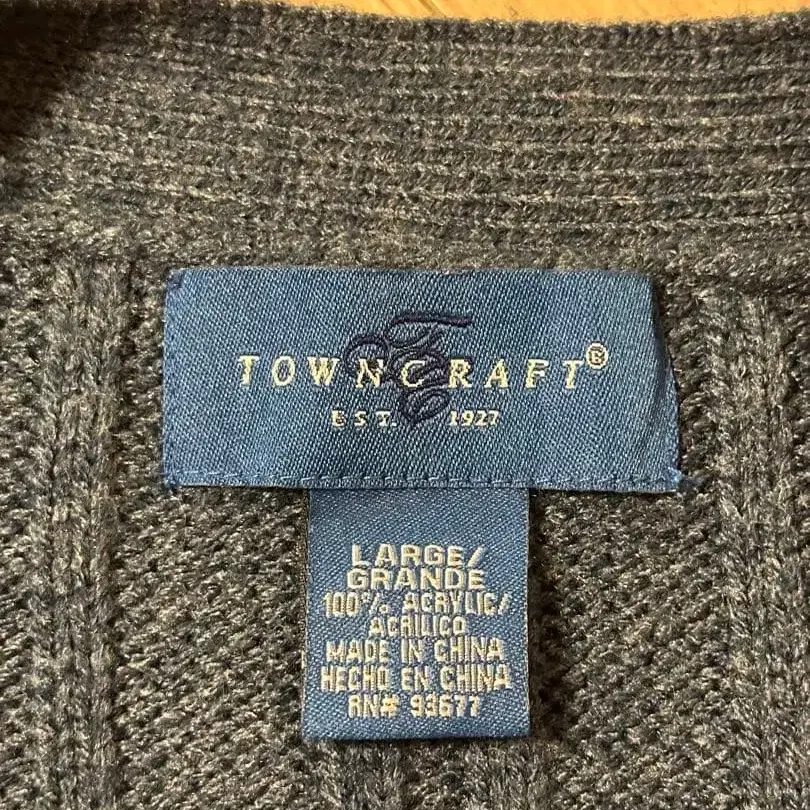 TOWNCRAFT®
EST. 1927
LARGE/
GRANDE
100% ACRYLIC/
ACRILICO
MADE IN CHINA
HECHO EN CHINA
RN# 93677